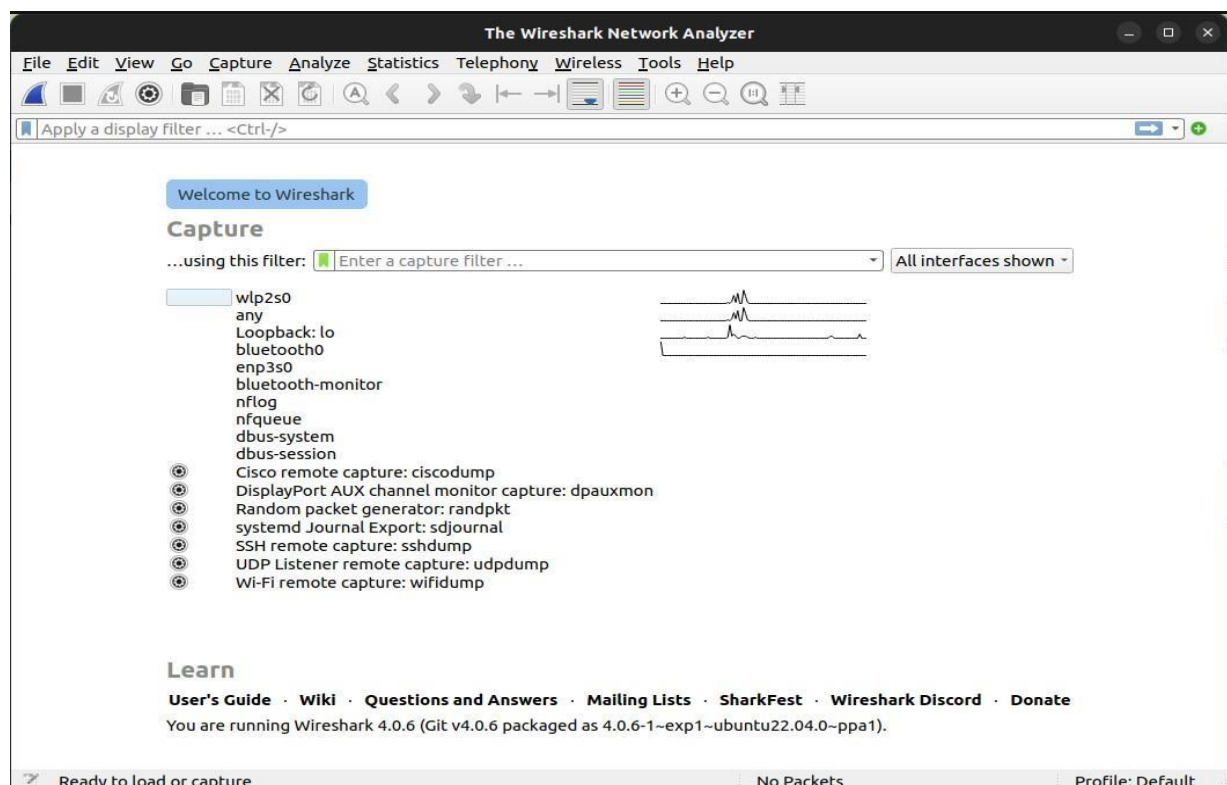 The Wireshark Network Analyzer
File Edit View Go Capture Analyze Statistics Telephony Wireless Tools Help
Apply a display filter … <Ctrl-/>
Welcome to Wireshark
Capture
…using this filter: Enter a capture filter … All interfaces shown
wlp2s0
any
Loopback: lo
bluetooth0
enp3s0
bluetooth-monitor
nflog
nfqueue
dbus-system
dbus-session
Cisco remote capture: ciscodump
DisplayPort AUX channel monitor capture: dpauxmon
Random packet generator: randpkt
systemd Journal Export: sdjournal
SSH remote capture: sshdump
UDP Listener remote capture: udpdump
Wi-Fi remote capture: wifidump
Learn
User's Guide · Wiki · Questions and Answers · Mailing Lists · SharkFest · Wireshark Discord · Donate
You are running Wireshark 4.0.6 (Git v4.0.6 packaged as 4.0.6-1~exp1~ubuntu22.04.0~ppa1).
Ready to load or capture No Packets Profile: Default